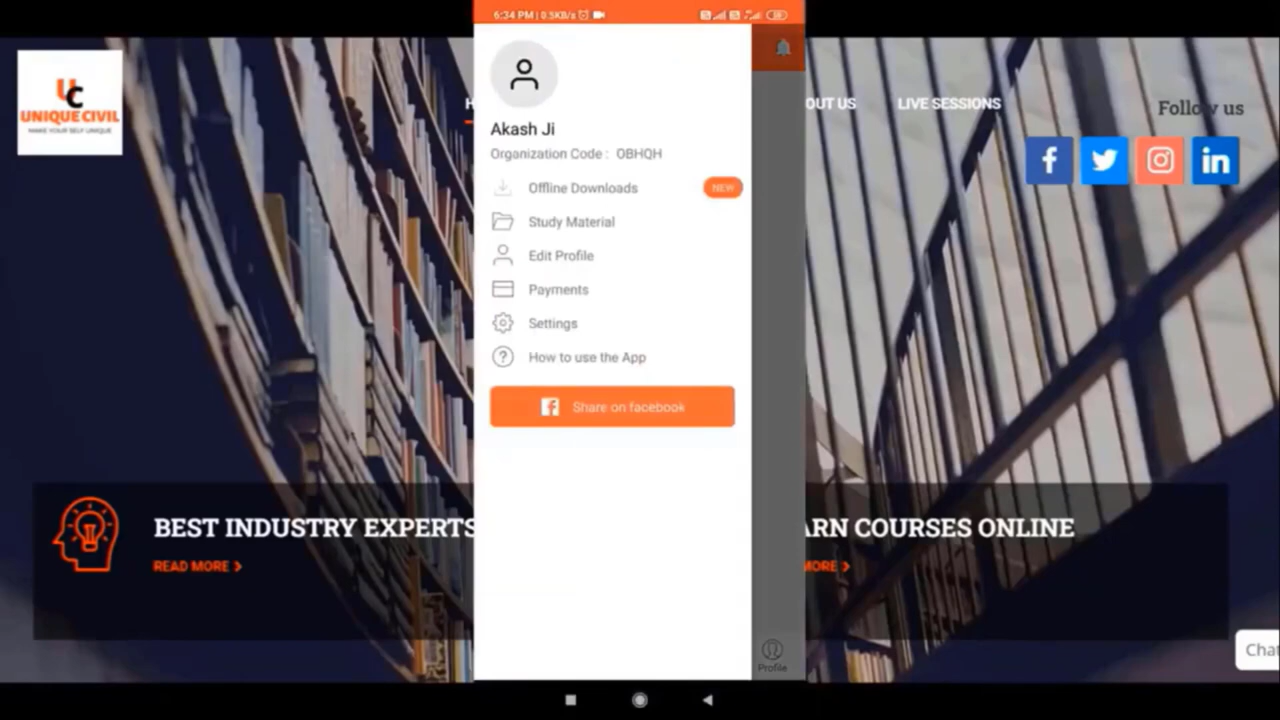 6:34 PM | 0.5KB/s
UC
UNIQUE CIVIL
MAKE YOUR SELF UNIQUE
H
OUT US
LIVE SESSIONS
Follow us
Akash Ji
Organization Code : OBHQH
Offline Downloads
NEW
Study Material
Edit Profile
Payments
Settings
How to use the App
Share on facebook
BEST INDUSTRY EXPERTS
READ MORE >
ARN COURSES ONLINE
MORE >
Profile
Chat